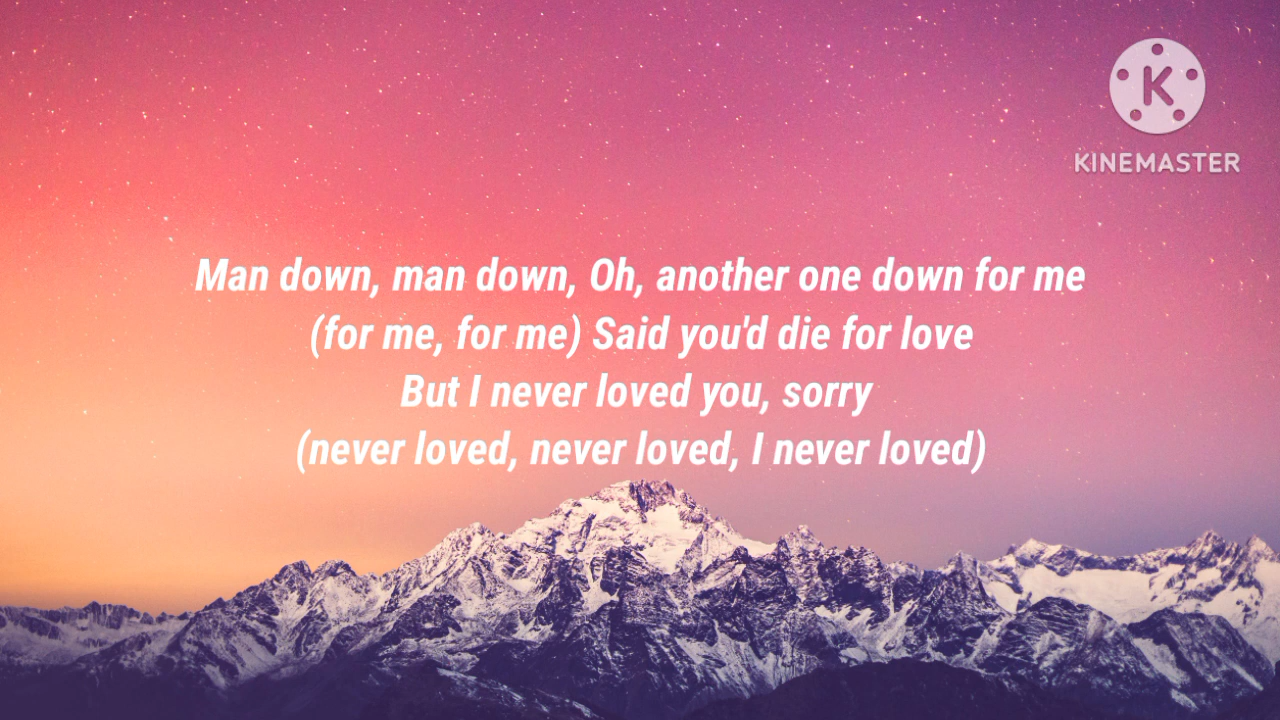 K
KINEMASTER
Man down, man down, Oh, another one down for me
(for me, for me) Said you'd die for love
But I never loved you, sorry
(never loved, never loved, I never loved)